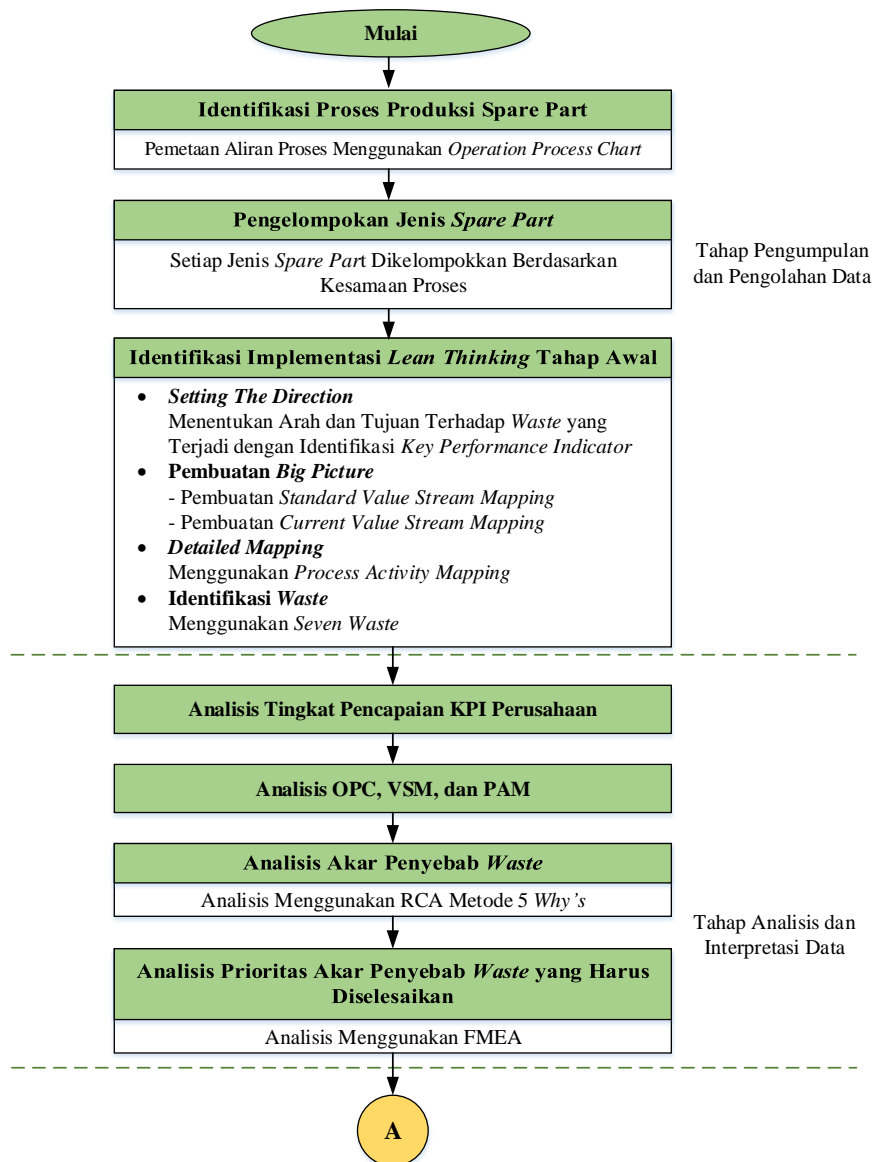 Mulai
Identifikasi Proses Produksi Spare Part
Pemetaan Aliran Proses Menggunakan Operation Process Chart
Pengelompokan Jenis Spare Part
Setiap Jenis Spare Part Dikelompokkan Berdasarkan
Kesamaan Proses
Tahap Pengumpulan
dan Pengolahan Data
Identifikasi Implementasi Lean Thinking Tahap Awal
• Setting The Direction
Menentukan Arah dan Tujuan Terhadap Waste yang
Terjadi dengan Identifikasi Key Performance Indicator
• Pembuatan Big Picture
- Pembuatan Standard Value Stream Mapping
- Pembuatan Current Value Stream Mapping
• Detailed Mapping
Menggunakan Process Activity Mapping
• Identifikasi Waste
Menggunakan Seven Waste
Analisis Tingkat Pencapaian KPI Perusahaan
Analisis OPC, VSM, dan PAM
Analisis Akar Penyebab Waste
Analisis Menggunakan RCA Metode 5 Why's
Tahap Analisis dan
Interpretasi Data
Analisis Prioritas Akar Penyebab Waste yang Harus
Diselesaikan
Analisis Menggunakan FMEA
A